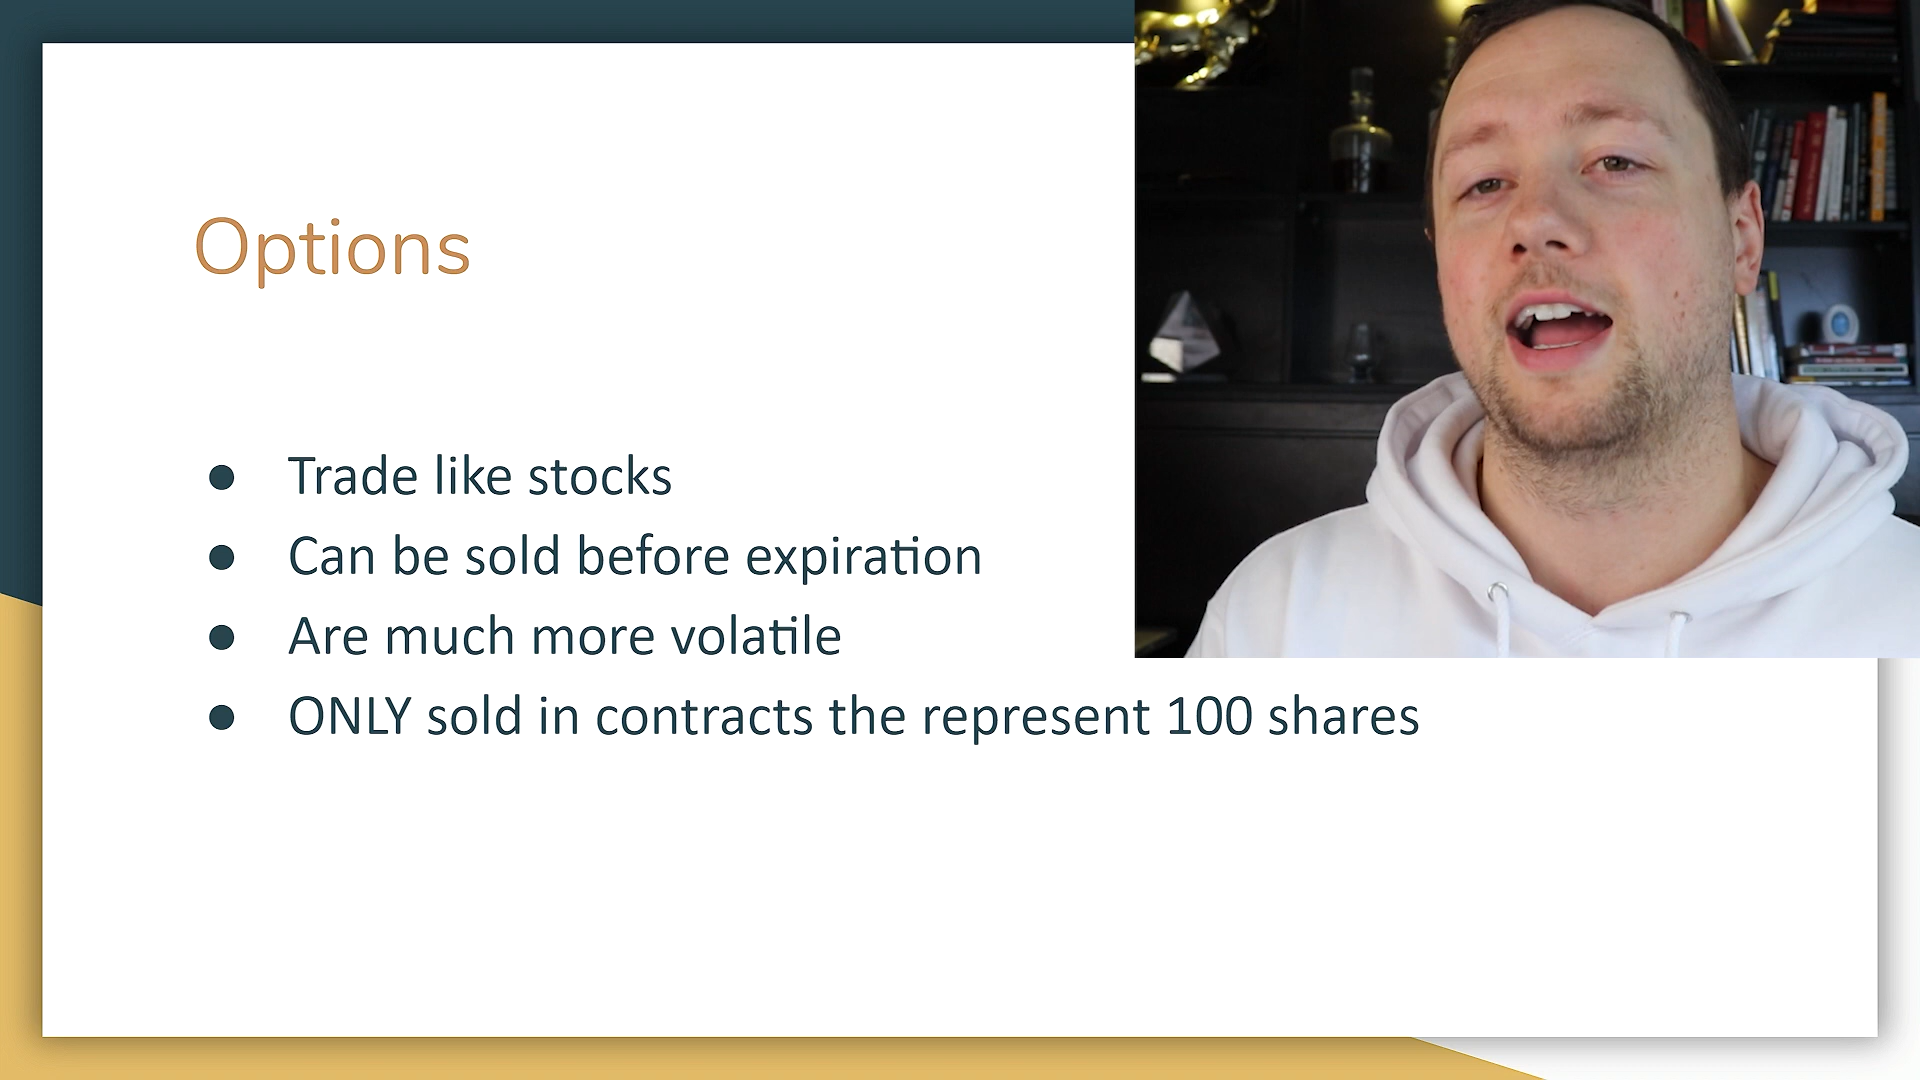 Options
● Trade like stocks
● Can be sold before expiration
● Are much more volatile
● ONLY sold in contracts the represent 100 shares